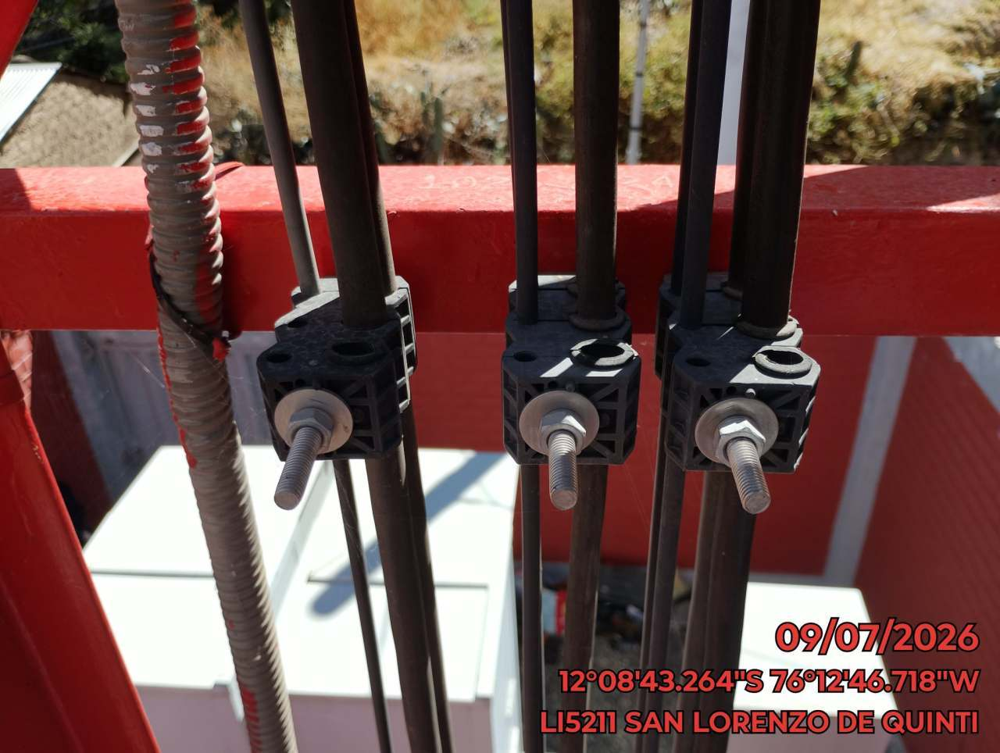 09/07/2026
12°08'43.264"S 76°12'46.718"W
LI5211 SAN LORENZO DE QUINTI